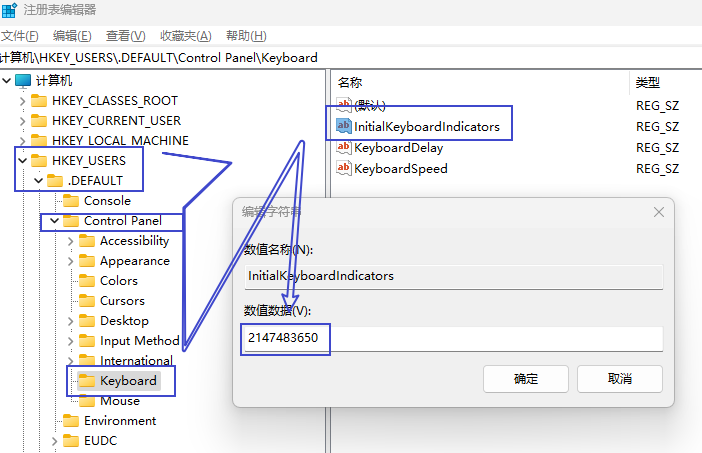 注册表编辑器
文件(F) 编辑(E) 查看(V) 收藏夹(A) 帮助(H)
计算机\HKEY_USERS\.DEFAULT\Control Panel\Keyboard
计算机
HKEY_CLASSES_ROOT
HKEY_CURRENT_USER
HKEY_LOCAL_MACHINE
HKEY_USERS
.DEFAULT
Console
Control Panel
Accessibility
Appearance
Colors
Cursors
Desktop
Input Method
International
Keyboard
Mouse
Environment
EUDC
名称 类型
ab (默认) REG_SZ
ab InitialKeyboardIndicators REG_SZ
ab KeyboardDelay REG_SZ
ab KeyboardSpeed REG_SZ
编辑字符串
数值名称(N):
InitialKeyboardIndicators
数值数据(V):
2147483650
确定 取消